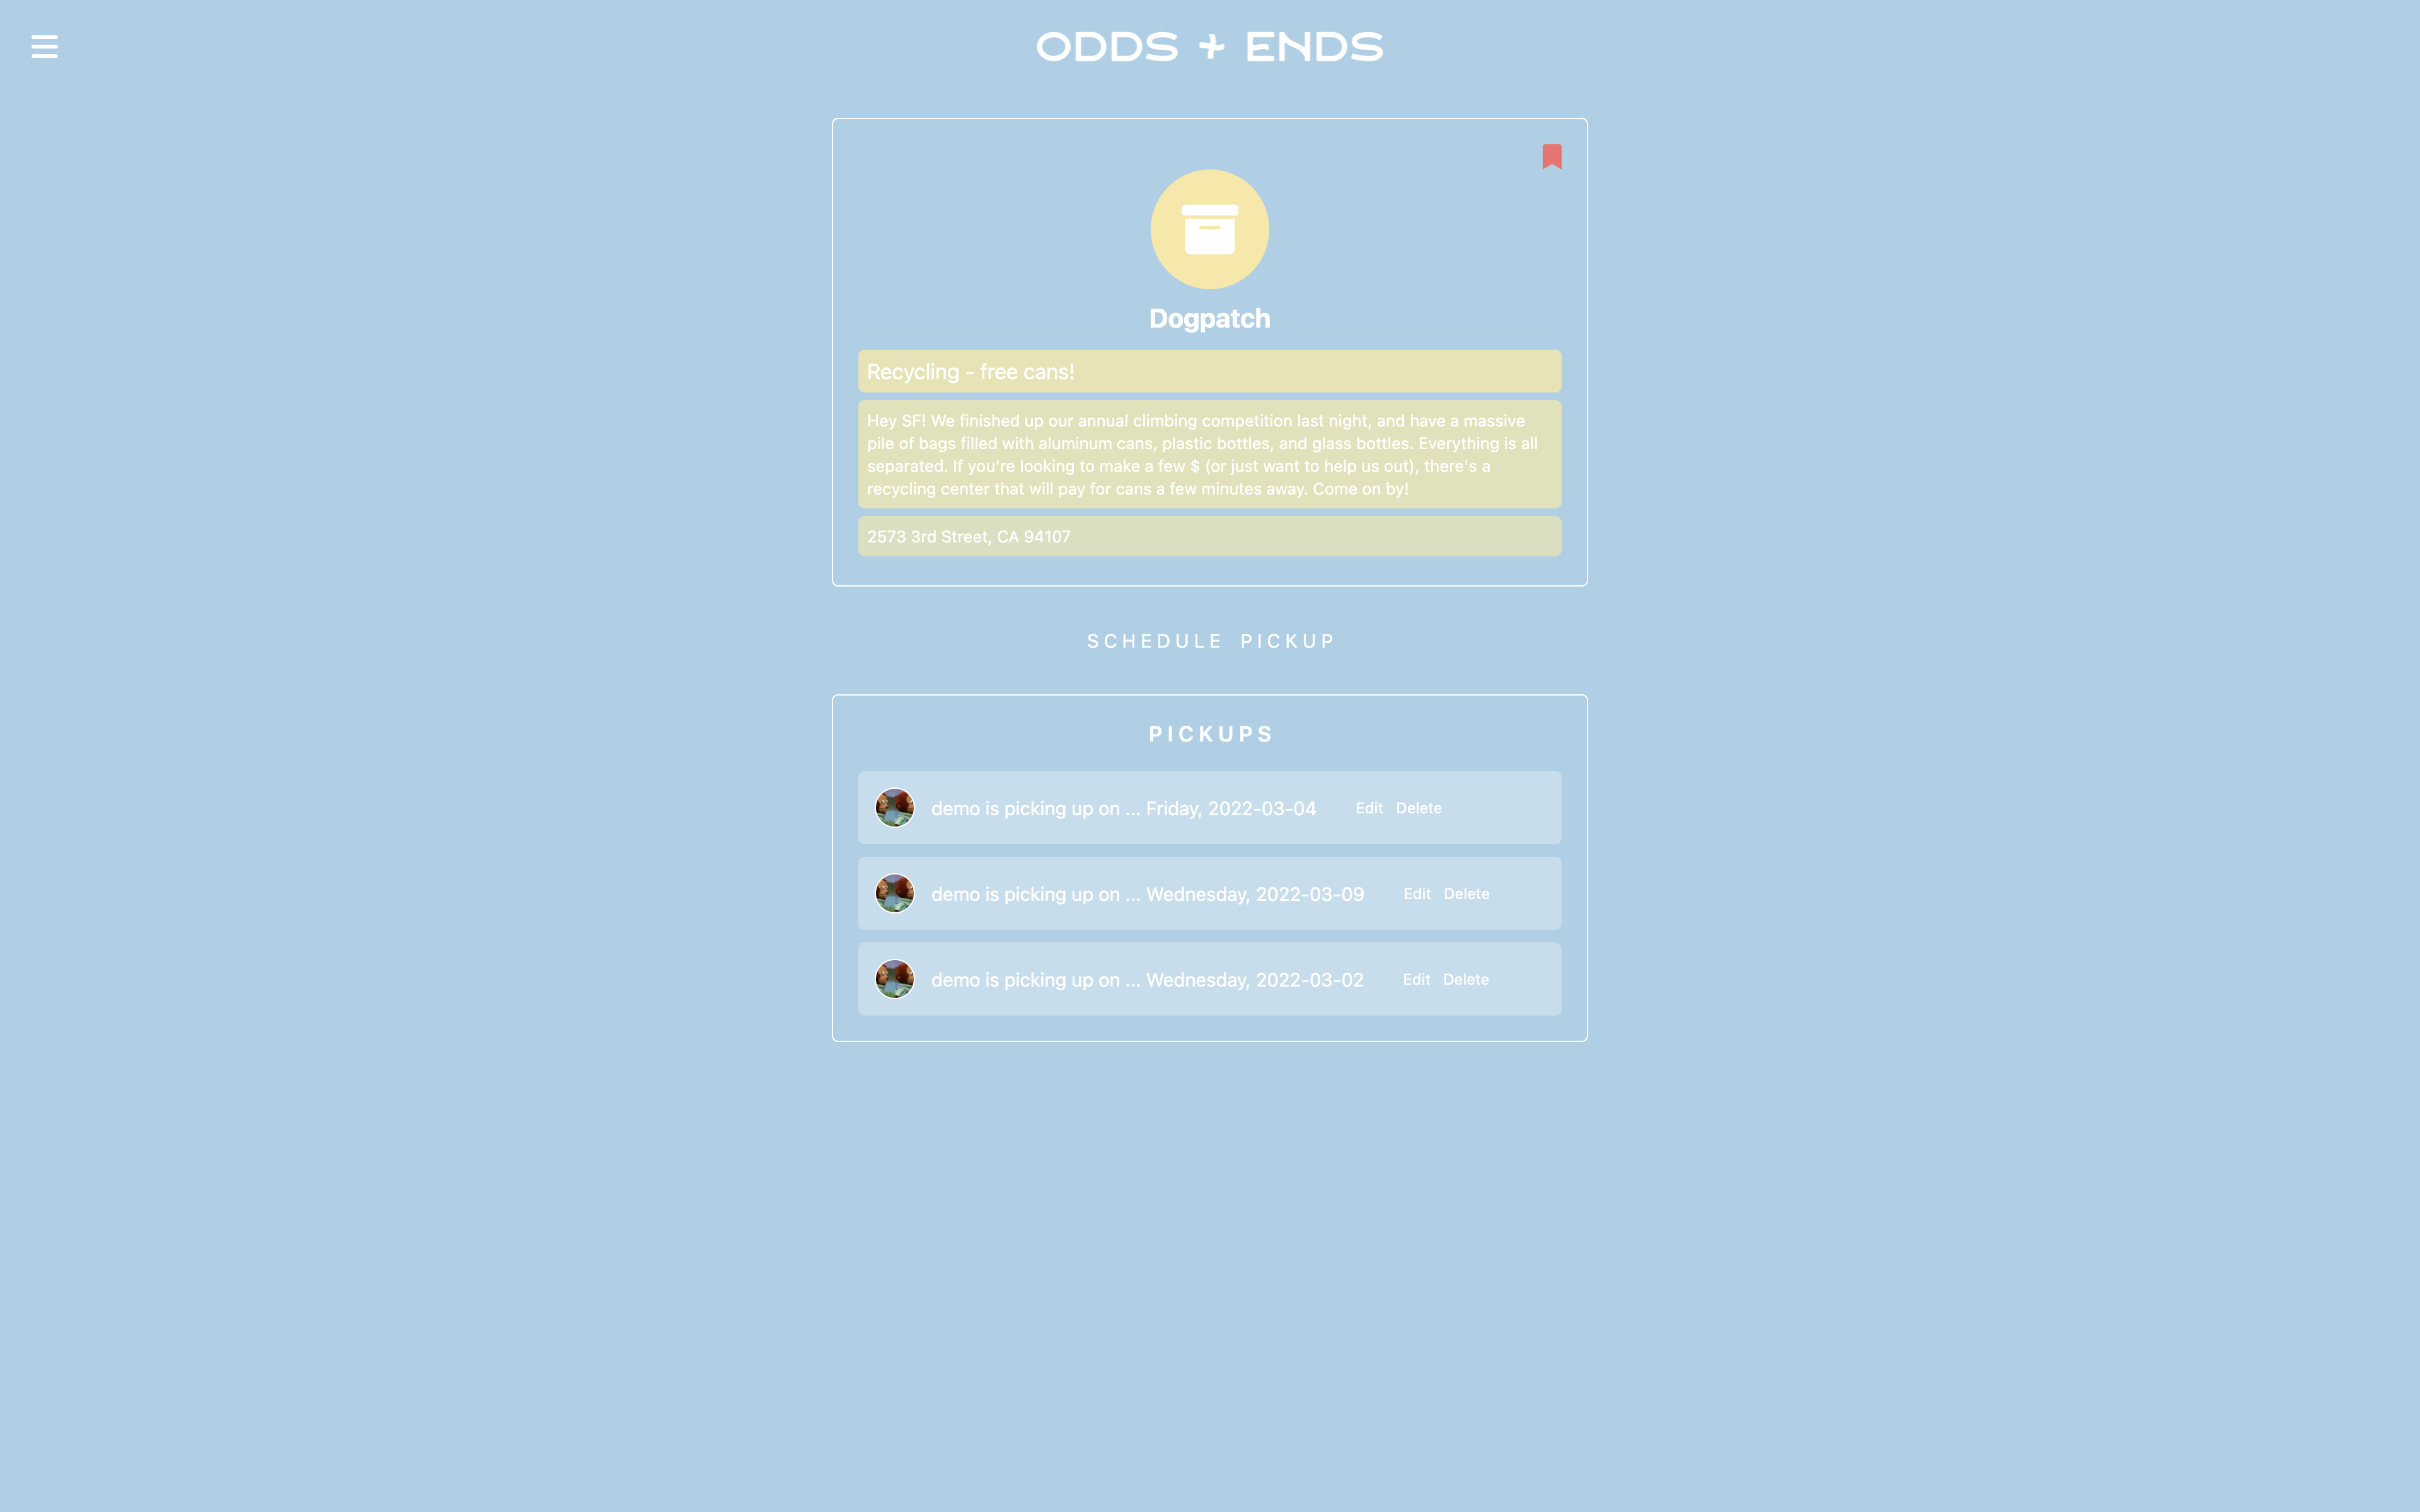 ODDS + ENDS
Dogpatch
Recycling - free cans!
Hey SF! We finished up our annual climbing competition last night, and have a massive
pile of bags filled with aluminum cans, plastic bottles, and glass bottles. Everything is all
separated. If you're looking to make a few $ (or just want to help us out), there's a
recycling center that will pay for cans a few minutes away. Come on by!
2573 3rd Street, CA 94107
SCHEDULE PICKUP
PICKUPS
demo is picking up on ... Friday, 2022-03-04 Edit Delete
demo is picking up on ... Wednesday, 2022-03-09 Edit Delete
demo is picking up on ... Wednesday, 2022-03-02 Edit Delete